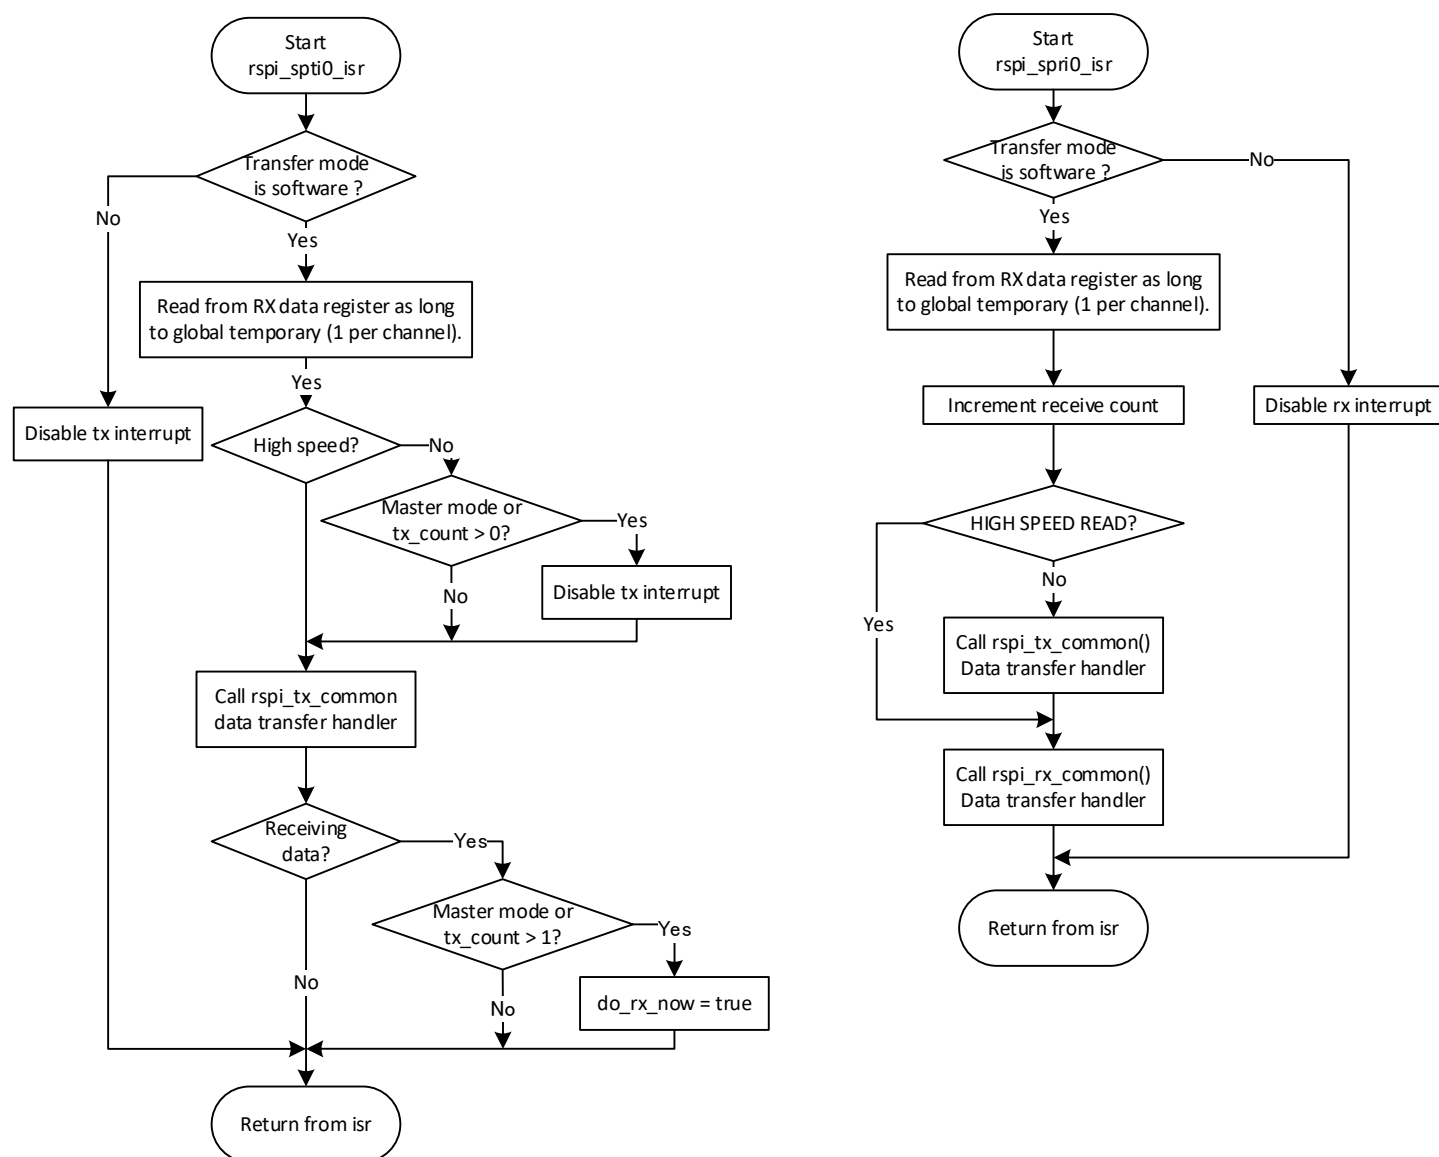 Start
rspi_spti0_isr
Transfer mode
is software ?
No
Yes
Read from RX data register as long
to global temporary (1 per channel).
Yes
Disable tx interrupt
High speed?
No
Master mode or
tx_count > 0?
Yes
No
Disable tx interrupt
Call rspi_tx_common
data transfer handler
Receiving
data?
Yes
Master mode or
tx_count > 1?
Yes
No
No
do_rx_now = true
Return from isr
Start
rspi_spri0_isr
Transfer mode
is software ?
No
Yes
Read from RX data register as long
to global temporary (1 per channel).
Increment receive count
Disable rx interrupt
HIGH SPEED READ?
No
Yes
Call rspi_tx_common()
Data transfer handler
Call rspi_rx_common()
Data transfer handler
Return from isr